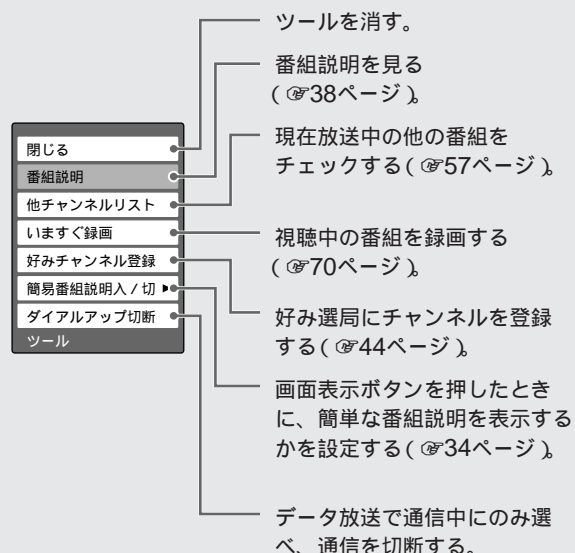 ツールを消す。
番組説明を見る
(☞38ページ)。
現在放送中の他の番組を
チェックする(☞57ページ)。
視聴中の番組を録画する
(☞70ページ)。
好み選局にチャンネルを登録
する(☞44ページ)。
画面表示ボタンを押したとき
に、簡単な番組説明を表示する
かを設定する(☞34ページ)。
データ放送で通信中にのみ選
べ、通信を切断する。
閉じる
番組説明
他チャンネルリスト
いますぐ録画
好みチャンネル登録
簡易番組説明入/切
ダイアルアップ切断
ツール